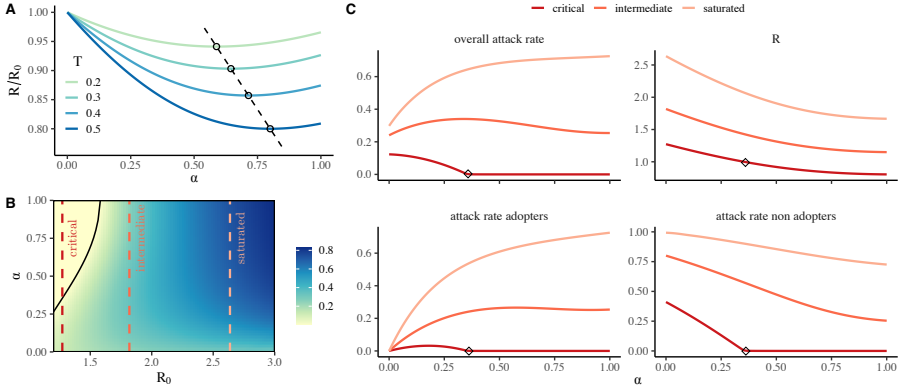 A
R/R0
1.00
0.95
0.90
0.85
0.80
T
0.2
0.3
0.4
0.5
0.00 0.25 0.50 0.75 1.00
α
B
α
1.00
0.75
0.50
0.25
0.00
critical
intermediate
saturated
1.5 2.0 2.5 3.0
R0
0.8
0.6
0.4
0.2
C
critical intermediate saturated
overall attack rate
0.6
0.4
0.2
0.0
R
2.5
2.0
1.5
1.0
attack rate adopters
0.6
0.4
0.2
0.0
0.00 0.25 0.50 0.75 1.00
attack rate non adopters
1.00
0.75
0.50
0.25
0.00
0.00 0.25 0.50 0.75 1.00
α